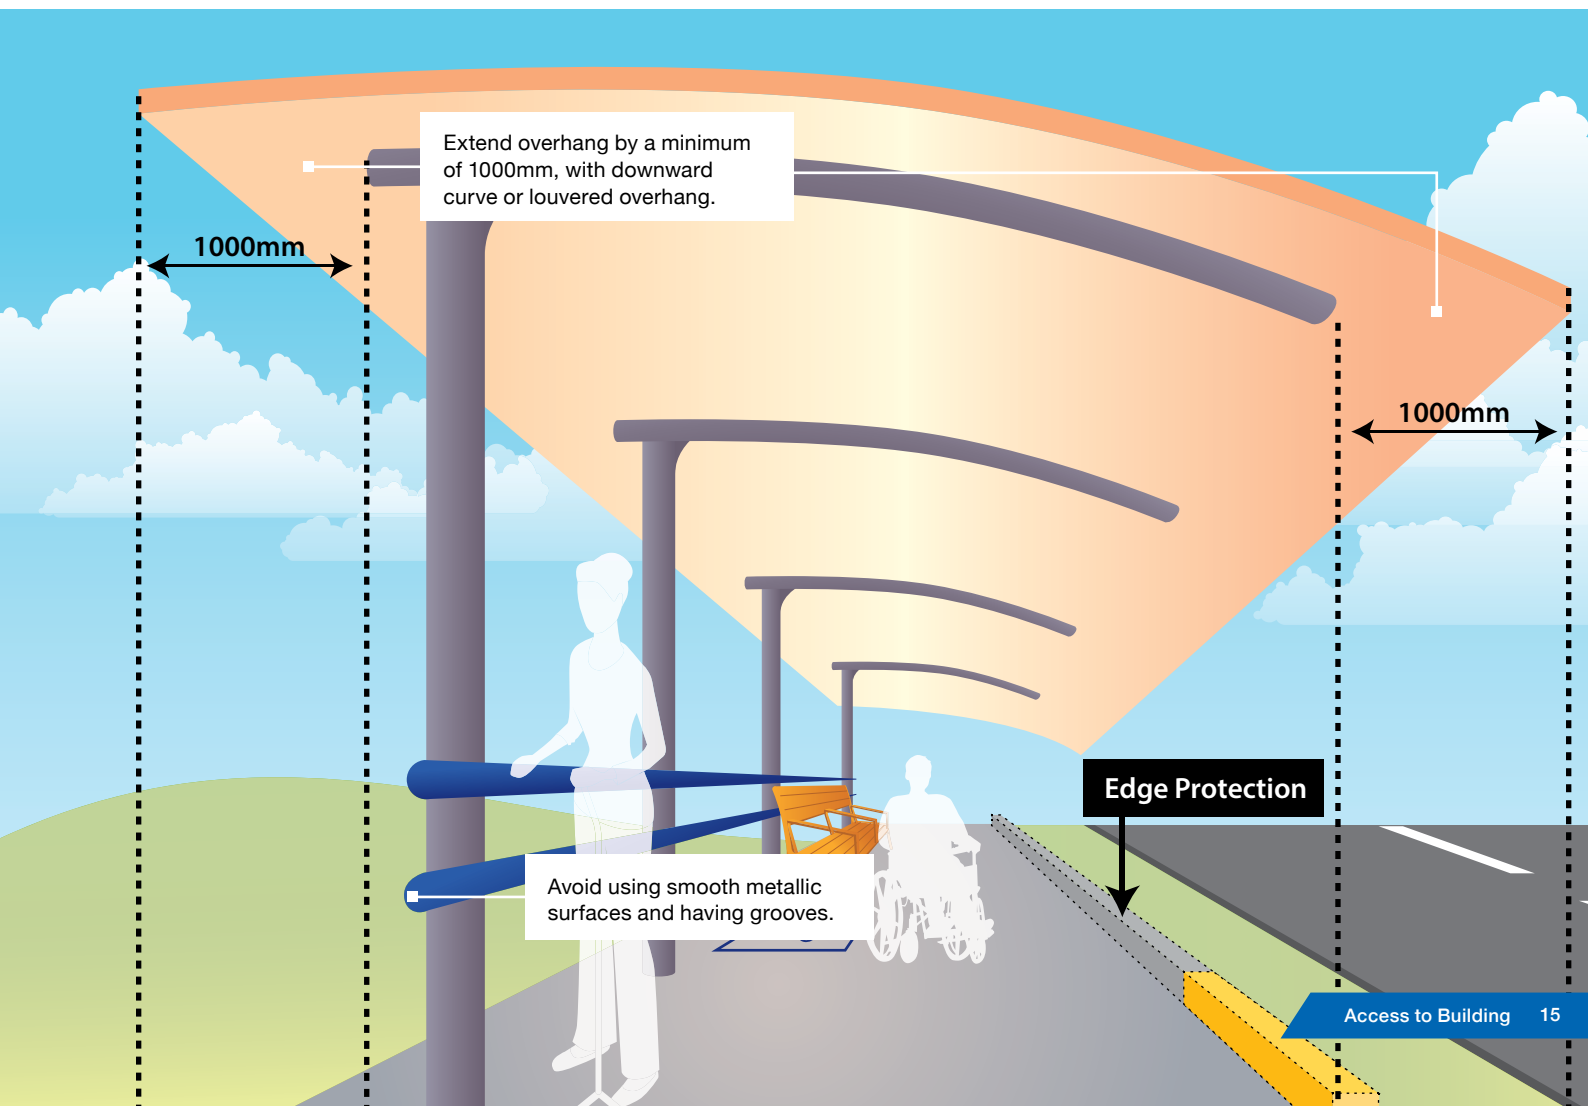 Extend overhang by a minimum
of 1000mm, with downward
curve or louvered overhang.
1000mm
1000mm
Edge Protection
Avoid using smooth metallic
surfaces and having grooves.
Access to Building 15